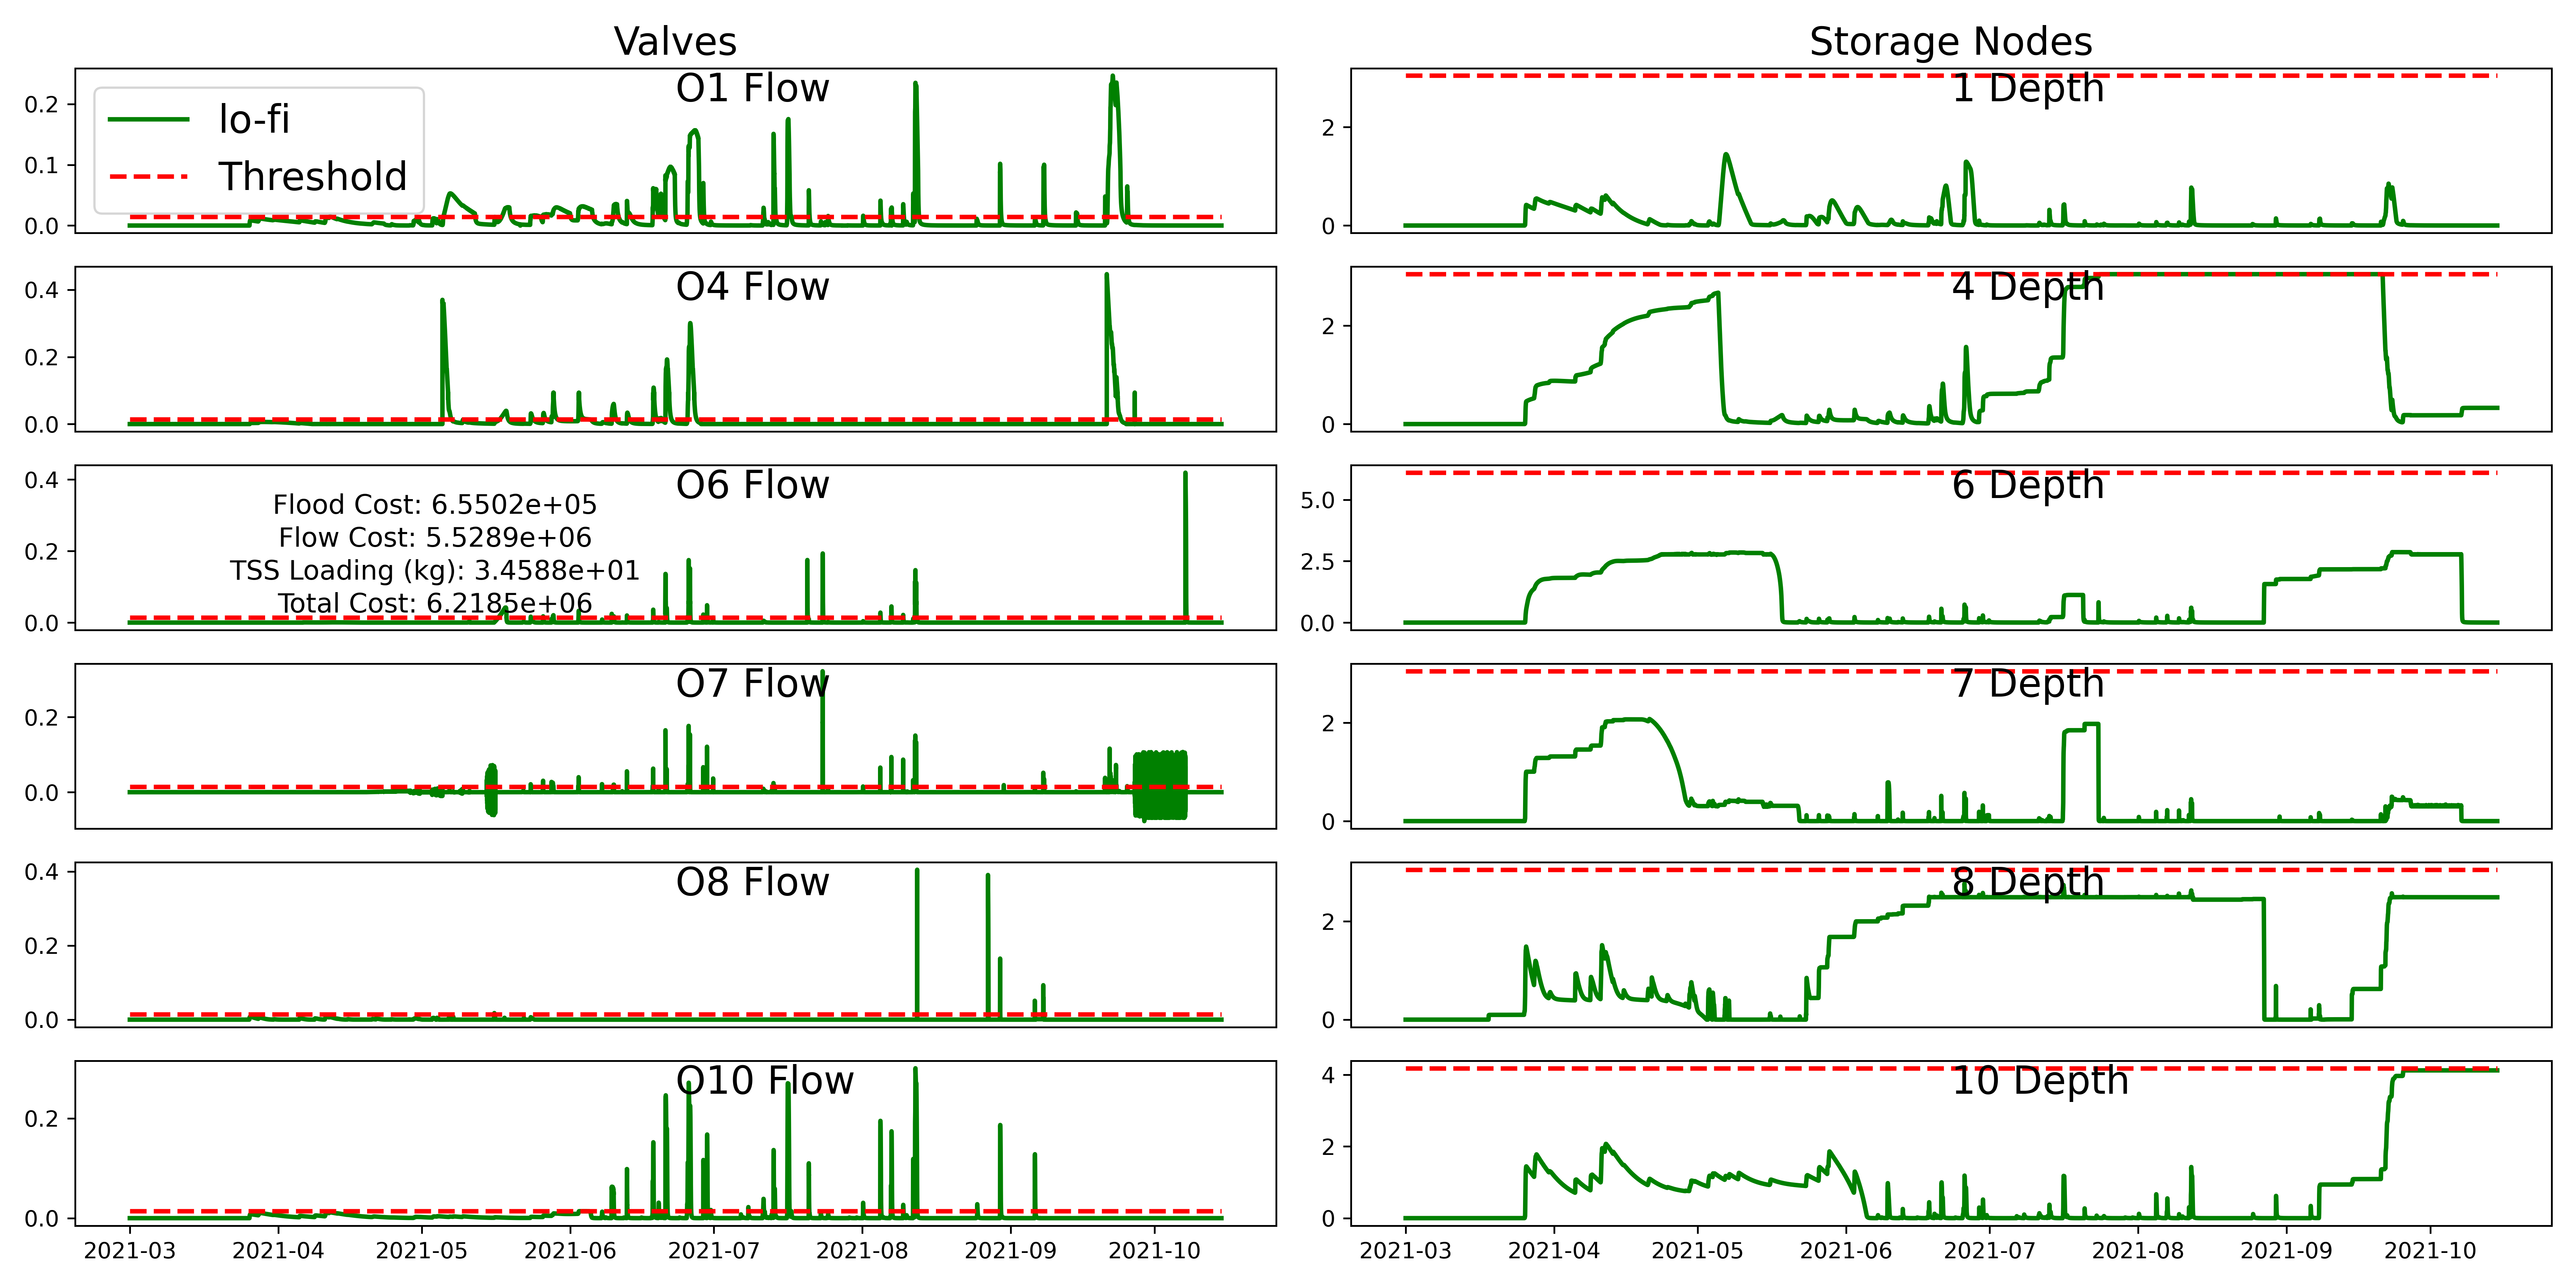 Valves
Storage Nodes
O1 Flow
lo-fi
Threshold
0.2
0.1
0.0
1 Depth
2
0
O4 Flow
0.4
0.2
0.0
4 Depth
2
0
O6 Flow
0.4
0.2
0.0
Flood Cost: 6.5502e+05
Flow Cost: 5.5289e+06
TSS Loading (kg): 3.4588e+01
Total Cost: 6.2185e+06
6 Depth
5.0
2.5
0.0
O7 Flow
0.2
0.0
7 Depth
2
0
O8 Flow
0.4
0.2
0.0
8 Depth
2
0
O10 Flow
0.2
0.0
2021-03 2021-04 2021-05 2021-06 2021-07 2021-08 2021-09 2021-10
10 Depth
4
2
0
2021-03 2021-04 2021-05 2021-06 2021-07 2021-08 2021-09 2021-10